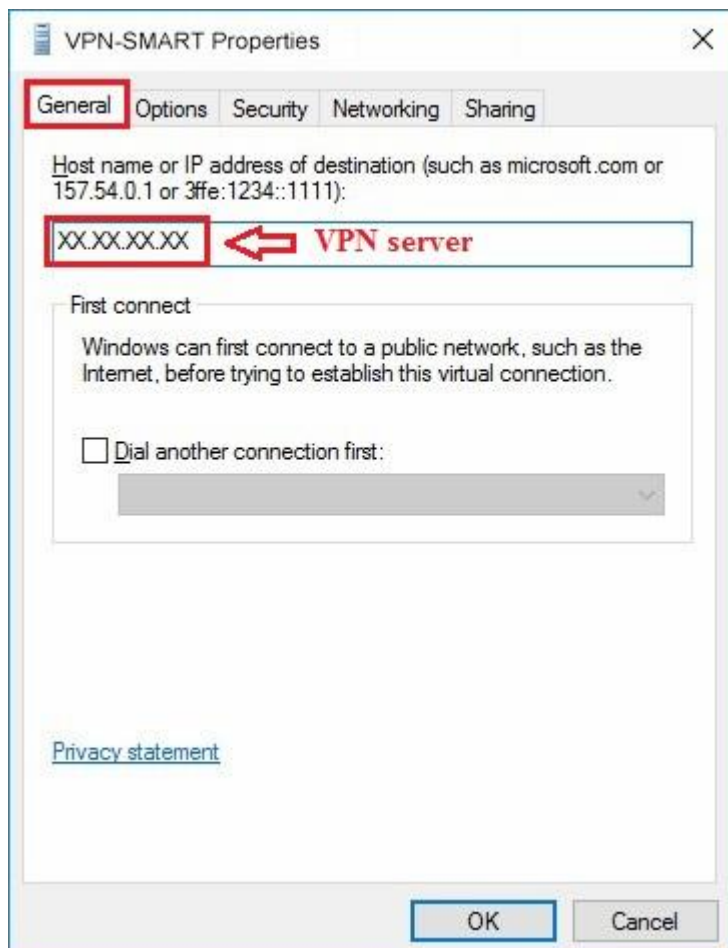 VPN-SMART Properties
General Options Security Networking Sharing
Host name or IP address of destination (such as microsoft.com or
157.54.0.1 or 3ffe:1234::1111):
XX.XX.XX.XX VPN server
First connect
Windows can first connect to a public network, such as the
Internet, before trying to establish this virtual connection.
Dial another connection first:
Privacy statement
OK Cancel